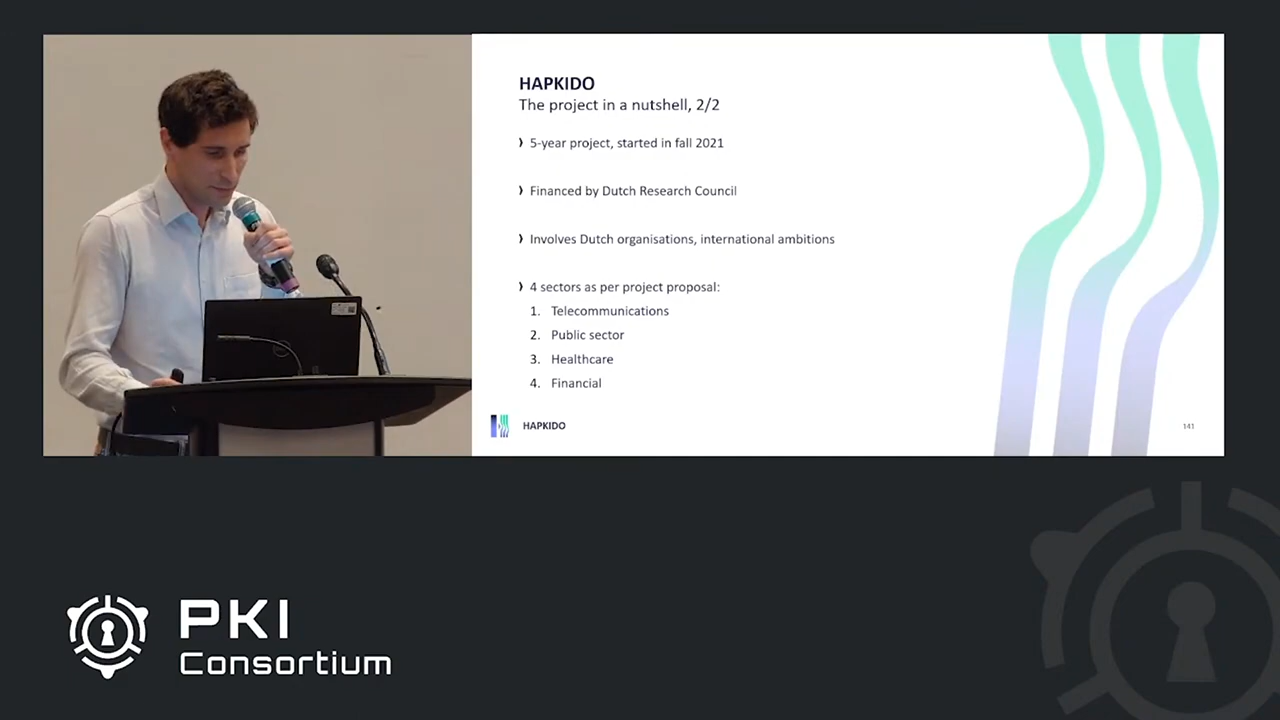 HAPKIDO
The project in a nutshell, 2/2
❩ 5-year project, started in fall 2021
❩ Financed by Dutch Research Council
❩ Involves Dutch organisations, international ambitions
❩ 4 sectors as per project proposal:
1. Telecommunications
2. Public sector
3. Healthcare
4. Financial
HAPKIDO
141
PKI
Consortium